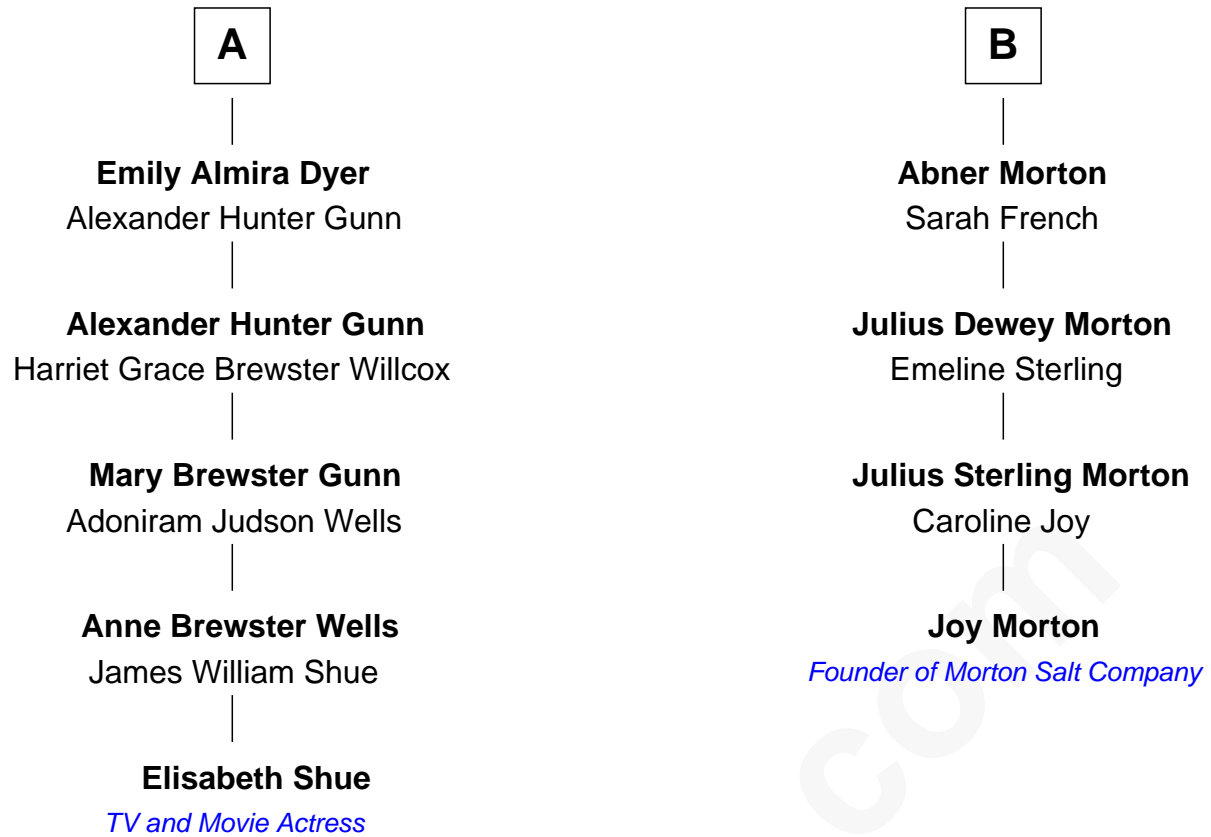 A
Emily Almira Dyer
Alexander Hunter Gunn
Alexander Hunter Gunn
Harriet Grace Brewster Willcox
Mary Brewster Gunn
Adoniram Judson Wells
Anne Brewster Wells
James William Shue
Elisabeth Shue
TV and Movie Actress
B
Abner Morton
Sarah French
Julius Dewey Morton
Emeline Sterling
Julius Sterling Morton
Caroline Joy
Joy Morton
Founder of Morton Salt Company
com